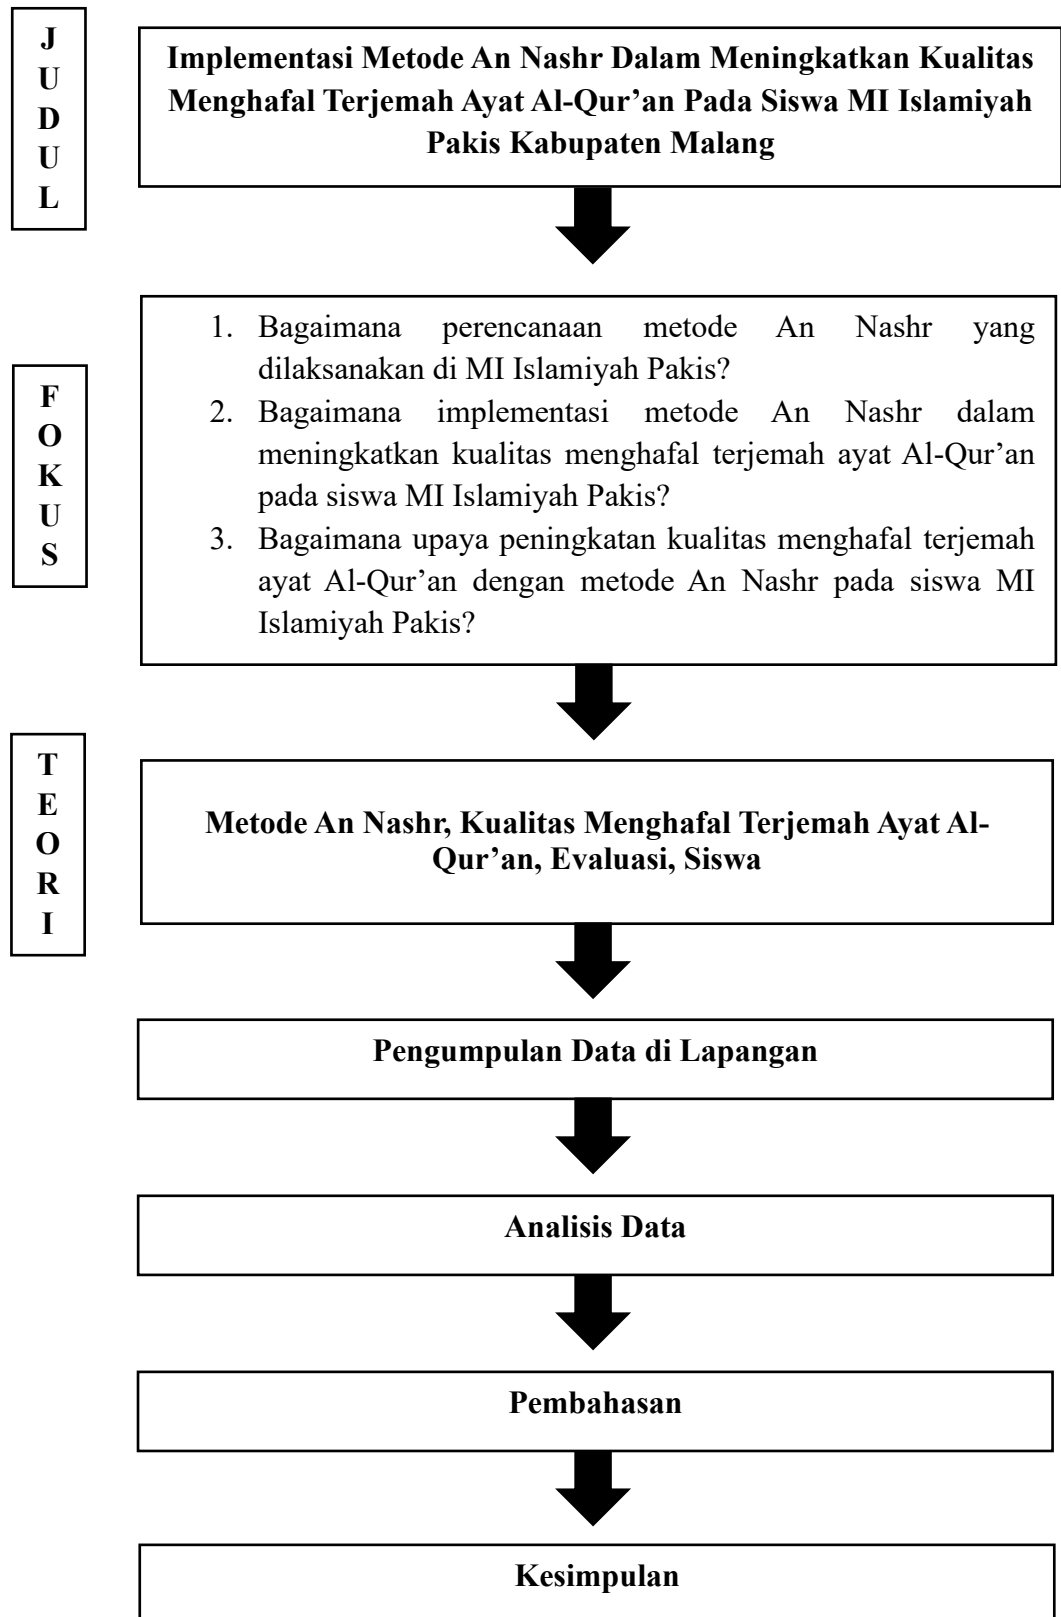 JUDUL
Implementasi Metode An Nashr Dalam Meningkatkan Kualitas
Menghafal Terjemah Ayat Al-Qur’an Pada Siswa MI Islamiyah
Pakis Kabupaten Malang
FOKUS
1. Bagaimana perencanaan metode An Nashr yang
dilaksanakan di MI Islamiyah Pakis?
2. Bagaimana implementasi metode An Nashr dalam
meningkatkan kualitas menghafal terjemah ayat Al-Qur’an
pada siswa MI Islamiyah Pakis?
3. Bagaimana upaya peningkatan kualitas menghafal terjemah
ayat Al-Qur’an dengan metode An Nashr pada siswa MI
Islamiyah Pakis?
TEORI
Metode An Nashr, Kualitas Menghafal Terjemah Ayat Al-
Qur’an, Evaluasi, Siswa
Pengumpulan Data di Lapangan
Analisis Data
Pembahasan
Kesimpulan